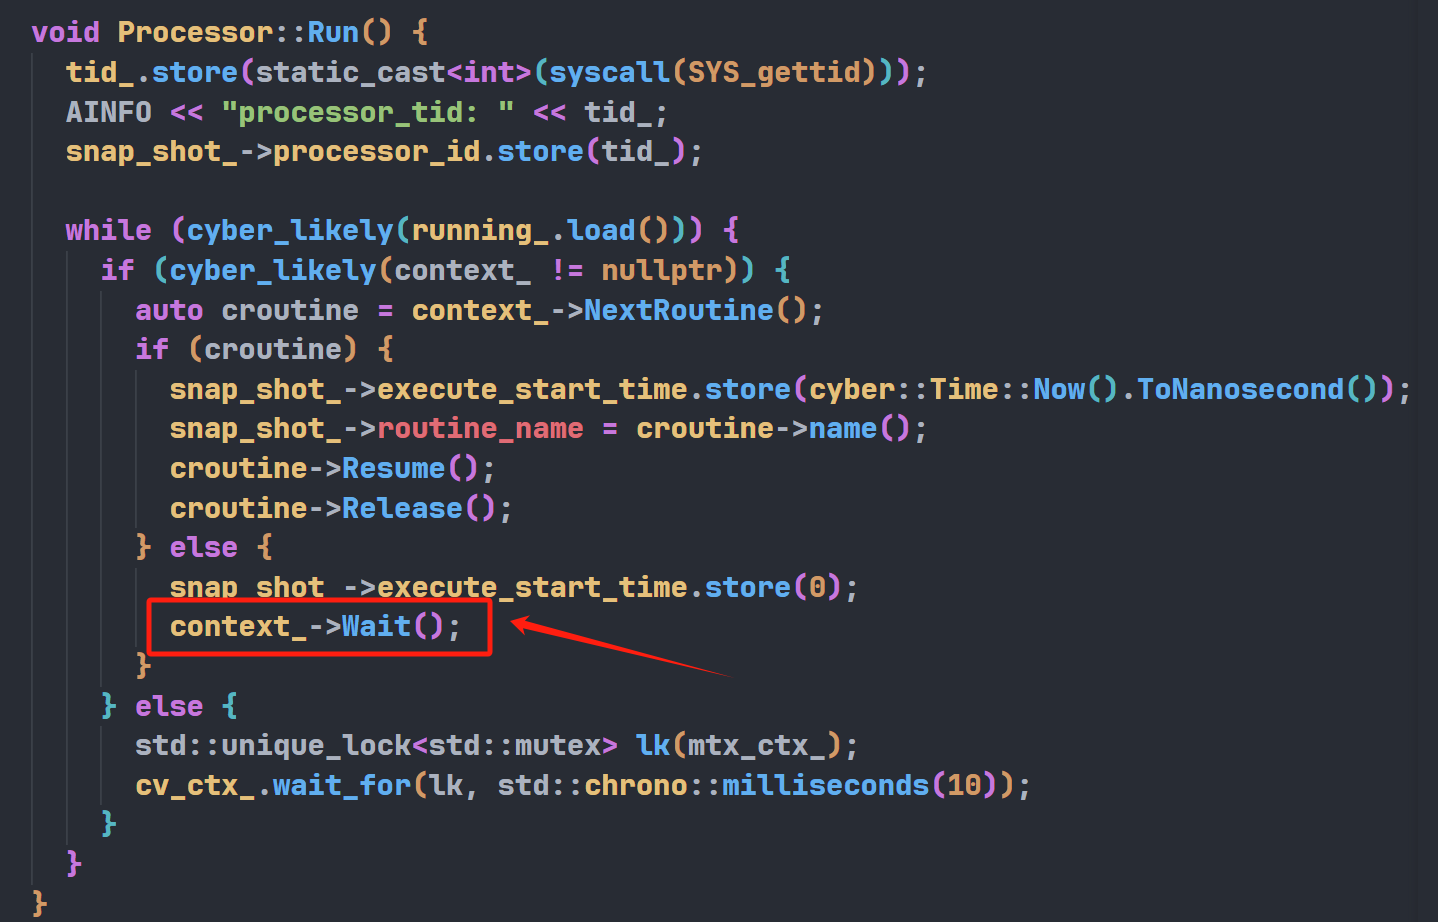 void Processor::Run() {
  tid_.store(static_cast<int>(syscall(SYS_gettid)));
  AINFO << "processor_tid: " << tid_;
  snap_shot_->processor_id.store(tid_);

  while (cyber_likely(running_.load())) {
    if (cyber_likely(context_ != nullptr)) {
      auto croutine = context_->NextRoutine();
      if (croutine) {
        snap_shot_->execute_start_time.store(cyber::Time::Now().ToNanosecond());
        snap_shot_->routine_name = croutine->name();
        croutine->Resume();
        croutine->Release();
      } else {
        snap_shot_->execute_start_time.store(0);
        context_->Wait();
      }
    } else {
      std::unique_lock<std::mutex> lk(mtx_ctx_);
      cv_ctx_.wait_for(lk, std::chrono::milliseconds(10));
    }
  }
}